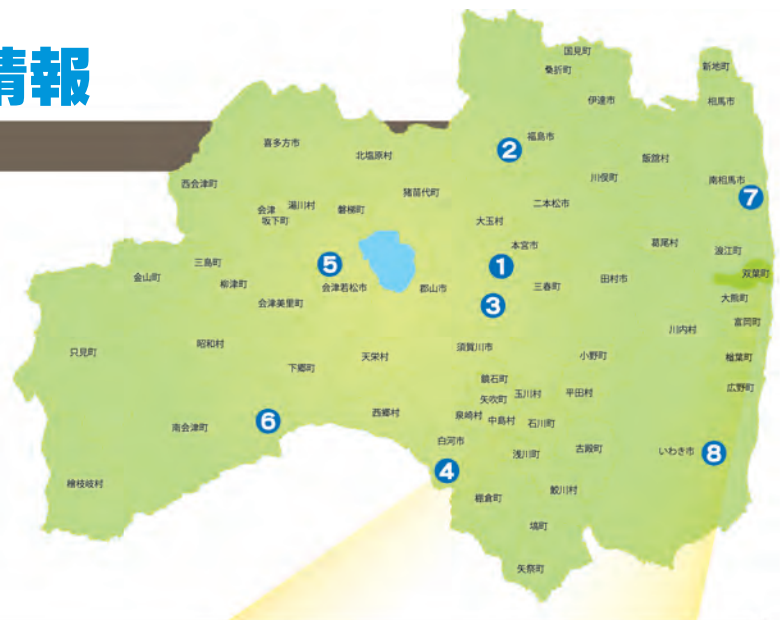 情報
国見町
桑折町
新地町
伊達市
相馬市
福島市
2
喜多方市
北塩原村
飯舘村
川俣町
南相馬市
7
西会津町
猪苗代町
二本松市
会津
坂下町
湯川村
磐梯町
大玉村
本宮市
葛尾村
浪江町
5
1
三島町
双葉町
金山町
柳津町
会津若松市
郡山市
三春町
田村市
会津美里町
3
大熊町
富岡町
川内村
昭和村
只見町
須賀川市
小野町
天栄村
楢葉町
下郷町
鏡石町
広野町
矢吹町
玉川村
平田村
西郷村
泉崎村
中島村
石川町
6
南会津町
白河市
古殿町
いわき市
8
浅川町
4
檜枝岐村
棚倉町
鮫川村
塙町
矢祭町